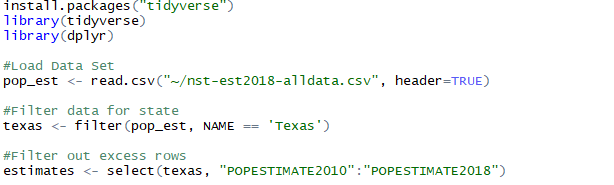 install.packages("tidyverse")
library(tidyverse)
library(dplyr)
#Load Data Set
pop_est <- read.csv("~/nst-est2018-alldata.csv", header=TRUE)
#Filter data for state
texas <- filter(pop_est, NAME == 'Texas')
#Filter out excess rows
estimates <- select(texas, "POPESTIMATE2010":"POPESTIMATE2018")